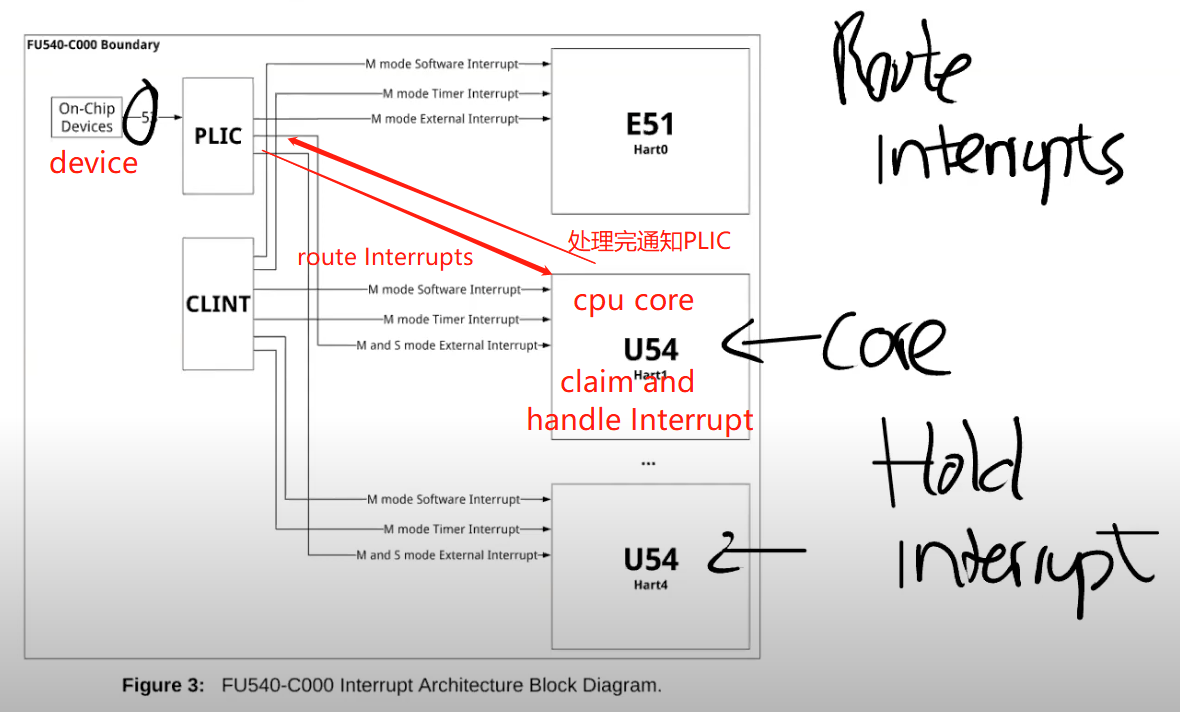 FU540-C000 Boundary
On-Chip
Devices
53
device
PLIC
M mode Software Interrupt
M mode Timer Interrupt
M mode External Interrupt
E51
Hart0
Route
Interrupts
处理完通知PLIC
route Interrupts
CLINT
M mode Software Interrupt
M mode Timer Interrupt
M and S mode External Interrupt
cpu core
U54
Hart1
claim and
handle Interrupt
Core
Hold
interrupt
...
M mode Software Interrupt
M mode Timer Interrupt
M and S mode External Interrupt
U54
Hart4
Figure 3: FU540-C000 Interrupt Architecture Block Diagram.